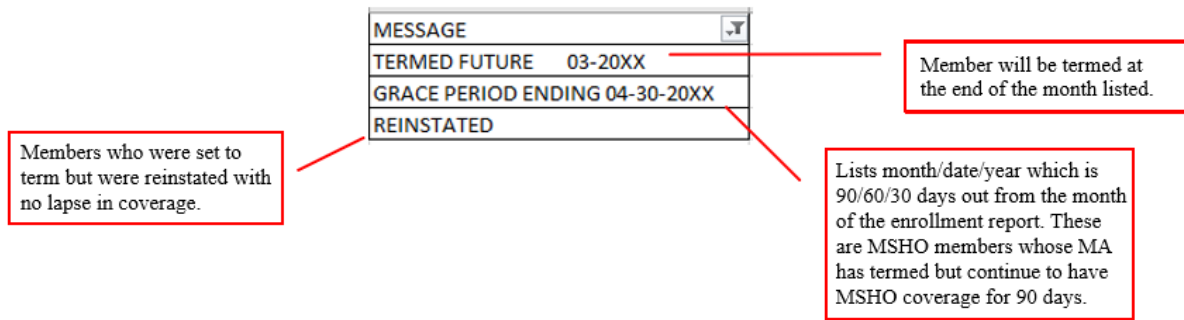 MESSAGE
TERMED FUTURE 03-20XX
GRACE PERIOD ENDING 04-30-20XX
REINSTATED
Member will be termed at
the end of the month listed.
Members who were set to
term but were reinstated with
no lapse in coverage.
Lists month/date/year which is
90/60/30 days out from the month
of the enrollment report. These
are MSHO members whose MA
has termed but continue to have
MSHO coverage for 90 days.